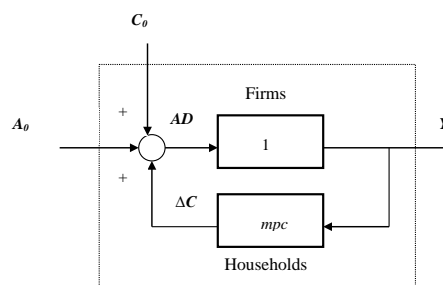 C₀
Firms
+
AD
A₀
1
Y
+
ΔC
mpc
Households